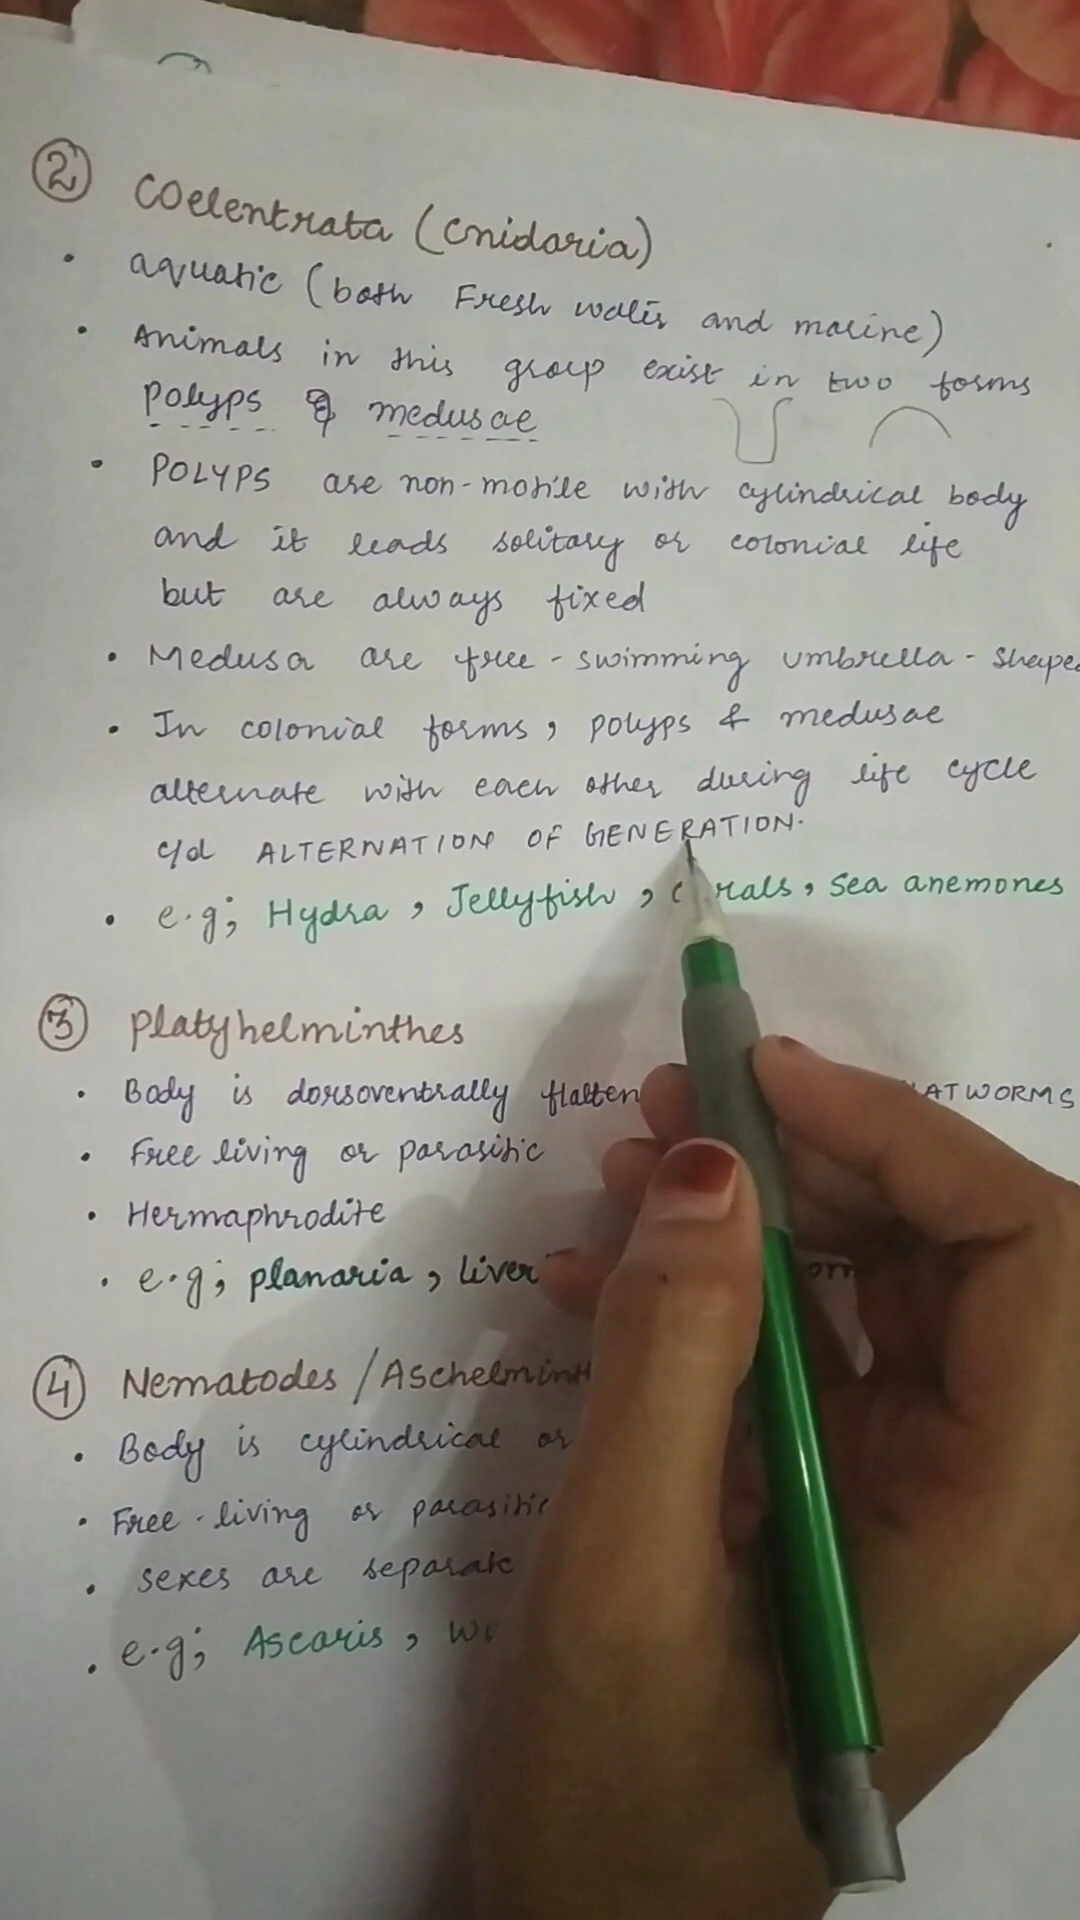 ② Coelentrata (cnidaria)
• aquatic (both Fresh water and marine)
• Animals in this group exist in two forms
Polyps & medusae
• POLYPS are non-motile with cylindrical body
and it leads solitary or colonial life
but are always fixed
• Medusa are free-swimming umbrella-shaped
• In colonial forms, polyps & medusae
alternate with each other during life cycle
c/d ALTERNATION OF GENERATION.
• e.g; Hydra, Jellyfish, corals, sea anemones
③ Platyhelminthes
• Body is dorsoventrally flatten ATWORMS
• Free living or parasitic
• Hermaphrodite
• e.g; planaria, liver
④ Nematodes/Aschelminth
• Body is cylindrical or
• Free-living or parasitic
• sexes are separate
• e.g; Ascaris,